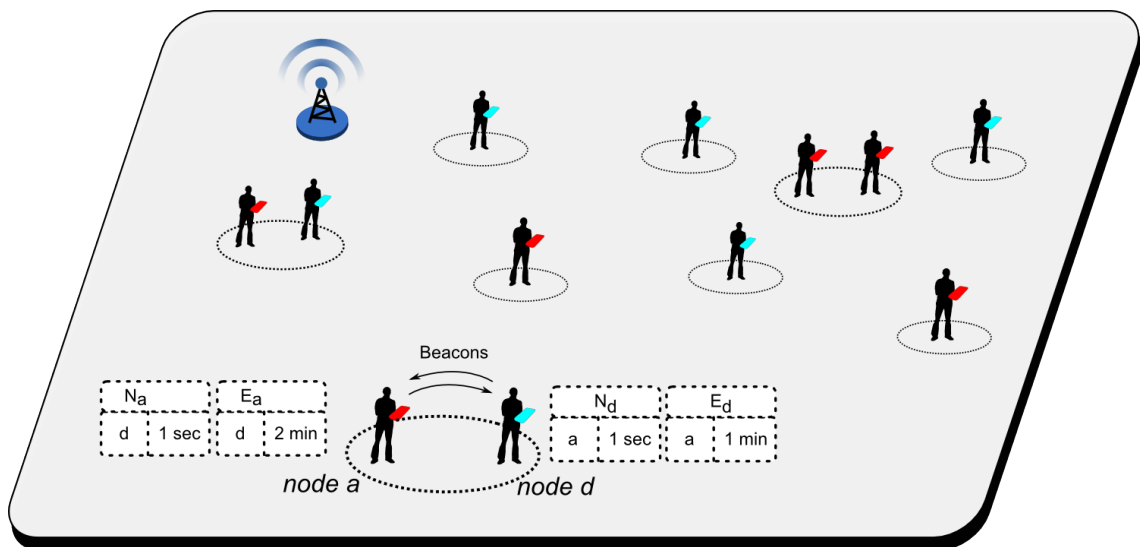 Beacons
Na Ea
d 1 sec d 2 min
Nd Ed
a 1 sec a 1 min
node a
node d